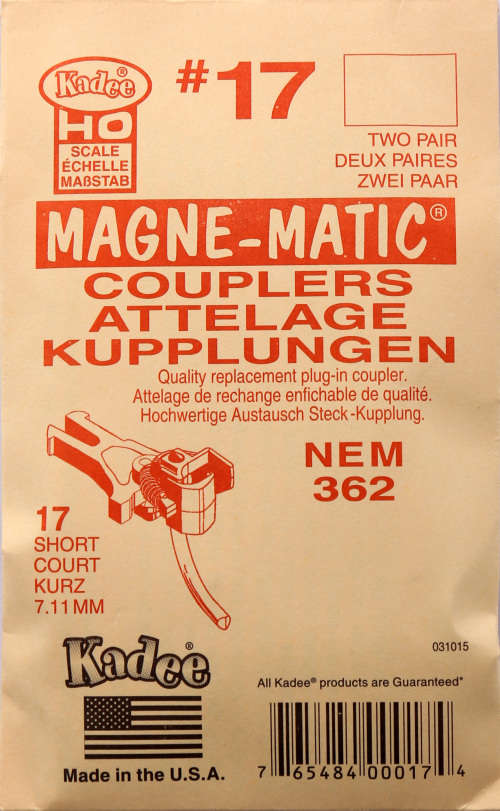 Kadee®
HO
SCALE
ÉCHELLE
MAßSTAB
#17
TWO PAIR
DEUX PAIRES
ZWEI PAAR
MAGNE-MATIC®
COUPLERS
ATTELAGE
KUPPLUNGEN
Quality replacement plug-in coupler.
Attelage de rechange enfichable de qualité.
Hochwertige Austausch Steck-Kupplung.
NEM
362
17
SHORT
COURT
KURZ
7.11 MM
Kadee®
Made in the U.S.A.
031015
All Kadee® products are Guaranteed*
7 65484 00017 4